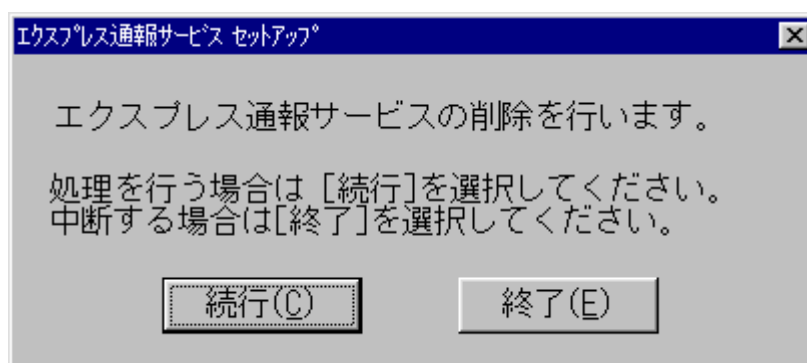 ｴｸｽﾌﾟﾚｽ通報ｻｰﾋﾞｽ ｾｯﾄｱｯﾌﾟ
エクスプレス通報サービスの削除を行います。
処理を行う場合は [続行]を選択してください。
中断する場合は[終了]を選択してください。
続行(C) 終了(E)